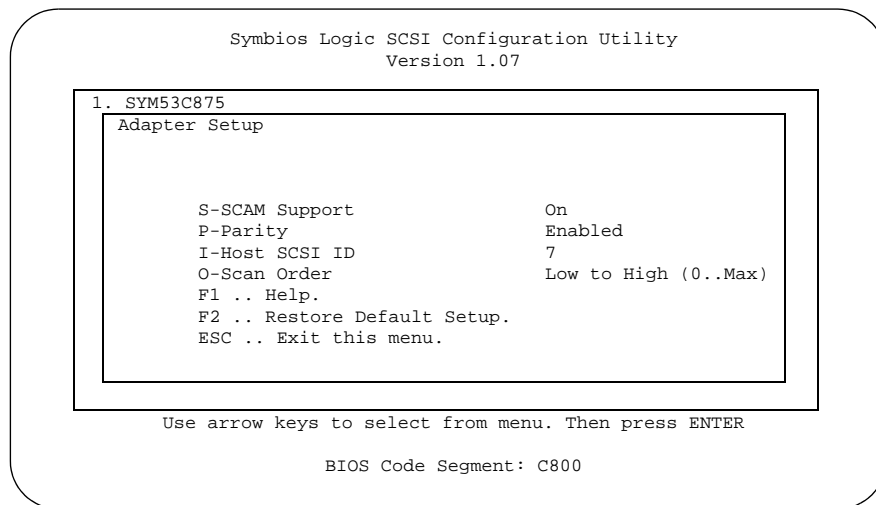 Symbios Logic SCSI Configuration Utility
Version 1.07
1. SYM53C875
Adapter Setup
S-SCAM Support On
P-Parity Enabled
I-Host SCSI ID 7
O-Scan Order Low to High (0..Max)
F1 .. Help.
F2 .. Restore Default Setup.
ESC .. Exit this menu.
Use arrow keys to select from menu. Then press ENTER
BIOS Code Segment: C800